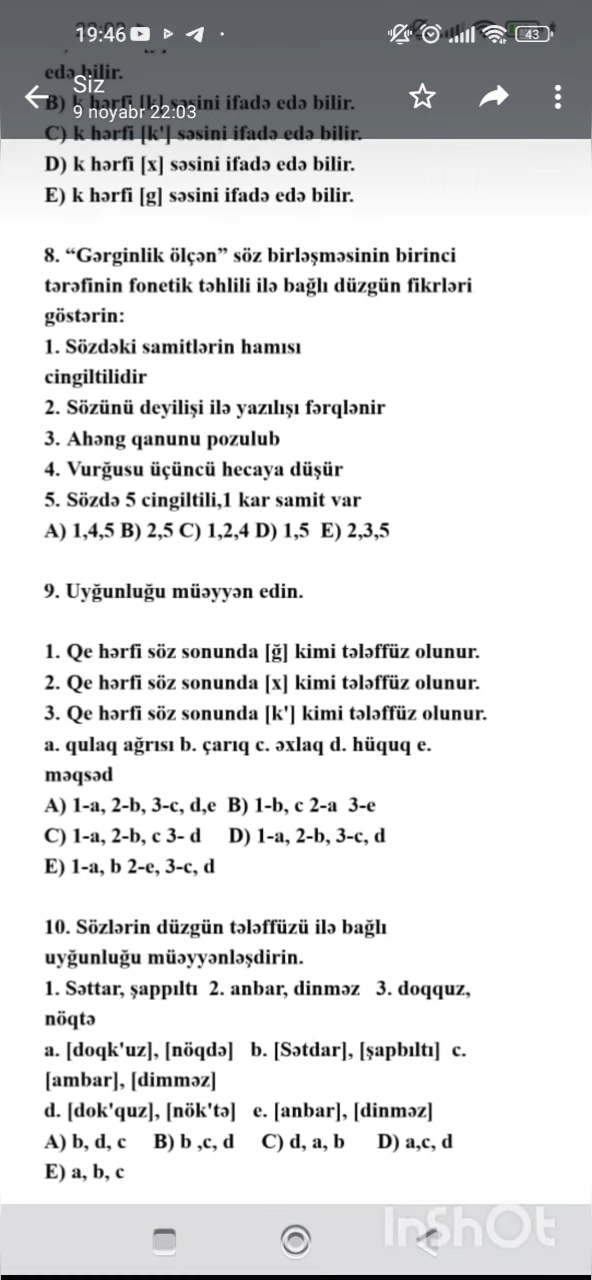 19:46
43
edə bilir.
Siz
B) k hərfi [k] səsini ifadə edə bilir.
9 noyabr 22:03
C) k hərfi [k'] səsini ifadə edə bilir.
D) k hərfi [x] səsini ifadə edə bilir.
E) k hərfi [g] səsini ifadə edə bilir.
8. “Gərginlik ölçən” söz birləşməsinin birinci
tərəfinin fonetik təhlili ilə bağlı düzgün fikrləri
göstərin:
1. Sözdəki samitlərin hamısı
cingiltilidir
2. Sözünü deyilişi ilə yazılışı fərqlənir
3. Ahəng qanunu pozulub
4. Vurğusu üçüncü hecaya düşür
5. Sözdə 5 cingiltili,1 kar samit var
A) 1,4,5 B) 2,5 C) 1,2,4 D) 1,5 E) 2,3,5
9. Uyğunluğu müəyyən edin.
1. Qe hərfi söz sonunda [ğ] kimi tələffüz olunur.
2. Qe hərfi söz sonunda [x] kimi tələffüz olunur.
3. Qe hərfi söz sonunda [k'] kimi tələffüz olunur.
a. qulaq ağrısı b. çarıq c. əxlaq d. hüquq e.
məqsəd
A) 1-a, 2-b, 3-c, d,e B) 1-b, c 2-a 3-e
C) 1-a, 2-b, c 3- d D) 1-a, 2-b, 3-c, d
E) 1-a, b 2-e, 3-c, d
10. Sözlərin düzgün tələffüzü ilə bağlı
uyğunluğu müəyyənləşdirin.
1. Səttar, şappıltı 2. anbar, dinməz 3. doqquz,
nöqtə
a. [doqk'uz], [nöqdə] b. [Sətdar], [şapbıltı] c.
[ambar], [dimməz]
d. [dok'quz], [nök'tə] e. [anbar], [dinməz]
A) b, d, c B) b ,c, d C) d, a, b D) a,c, d
E) a, b, c
InShOt